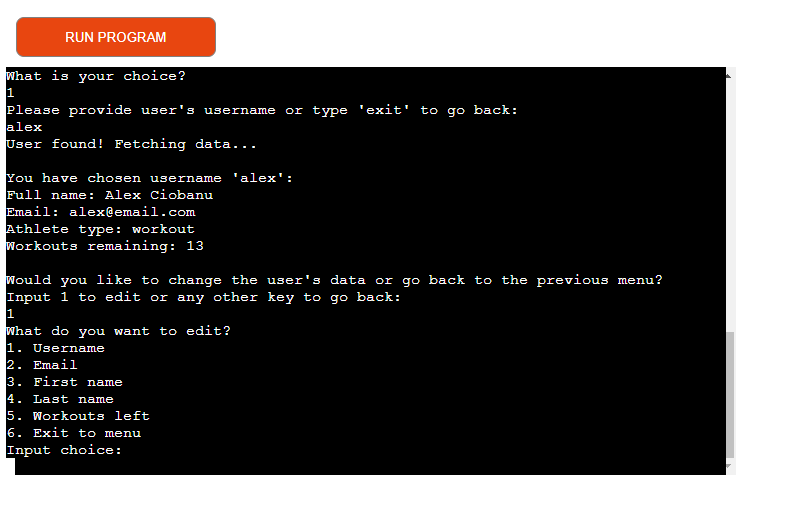 RUN PROGRAM
What is your choice?
1
Please provide user's username or type 'exit' to go back:
alex
User found! Fetching data...
You have chosen username 'alex':
Full name: Alex Ciobanu
Email: alex@email.com
Athlete type: workout
Workouts remaining: 13
Would you like to change the user's data or go back to the previous menu?
Input 1 to edit or any other key to go back:
1
What do you want to edit?
1. Username
2. Email
3. First name
4. Last name
5. Workouts left
6. Exit to menu
Input choice: